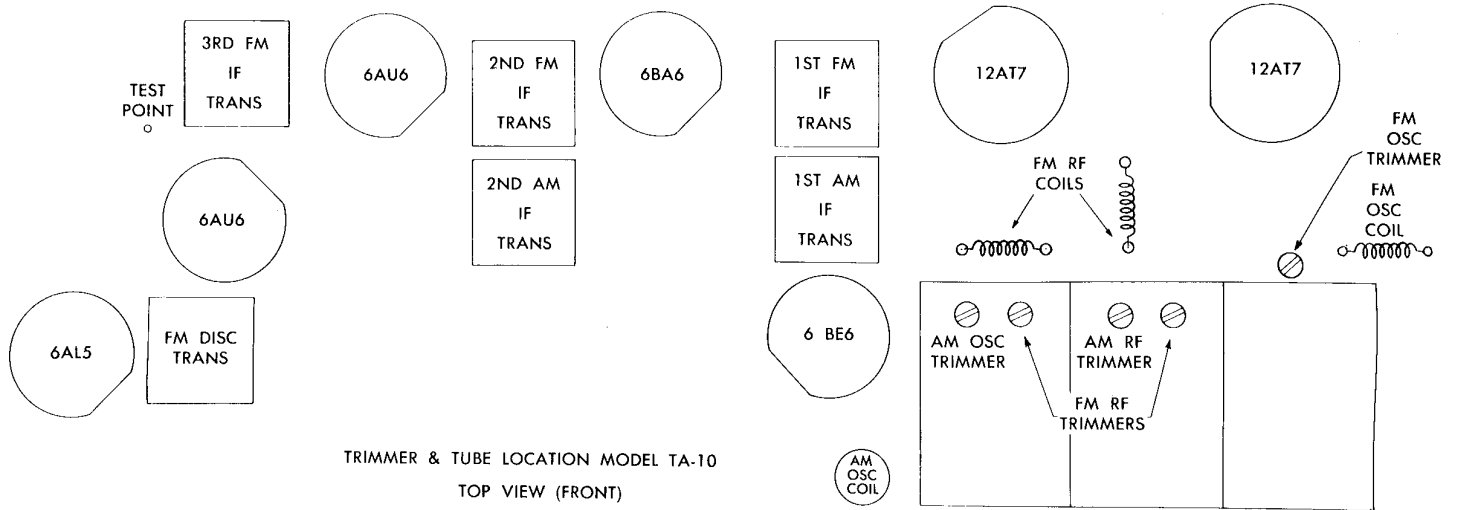 3RD FM
IF
TRANS
6AU6
2ND FM
IF
TRANS
6BA6
1ST FM
IF
TRANS
12AT7
12AT7
TEST
POINT
FM
OSC
TRIMMER
6AU6
2ND AM
IF
TRANS
1ST AM
IF
TRANS
FM RF
COILS
FM
OSC
COIL
6AL5
FM DISC
TRANS
6 BE6
AM OSC
TRIMMER
AM RF
TRIMMER
FM RF
TRIMMERS
AM
OSC
COIL
TRIMMER & TUBE LOCATION MODEL TA-10
TOP VIEW (FRONT)